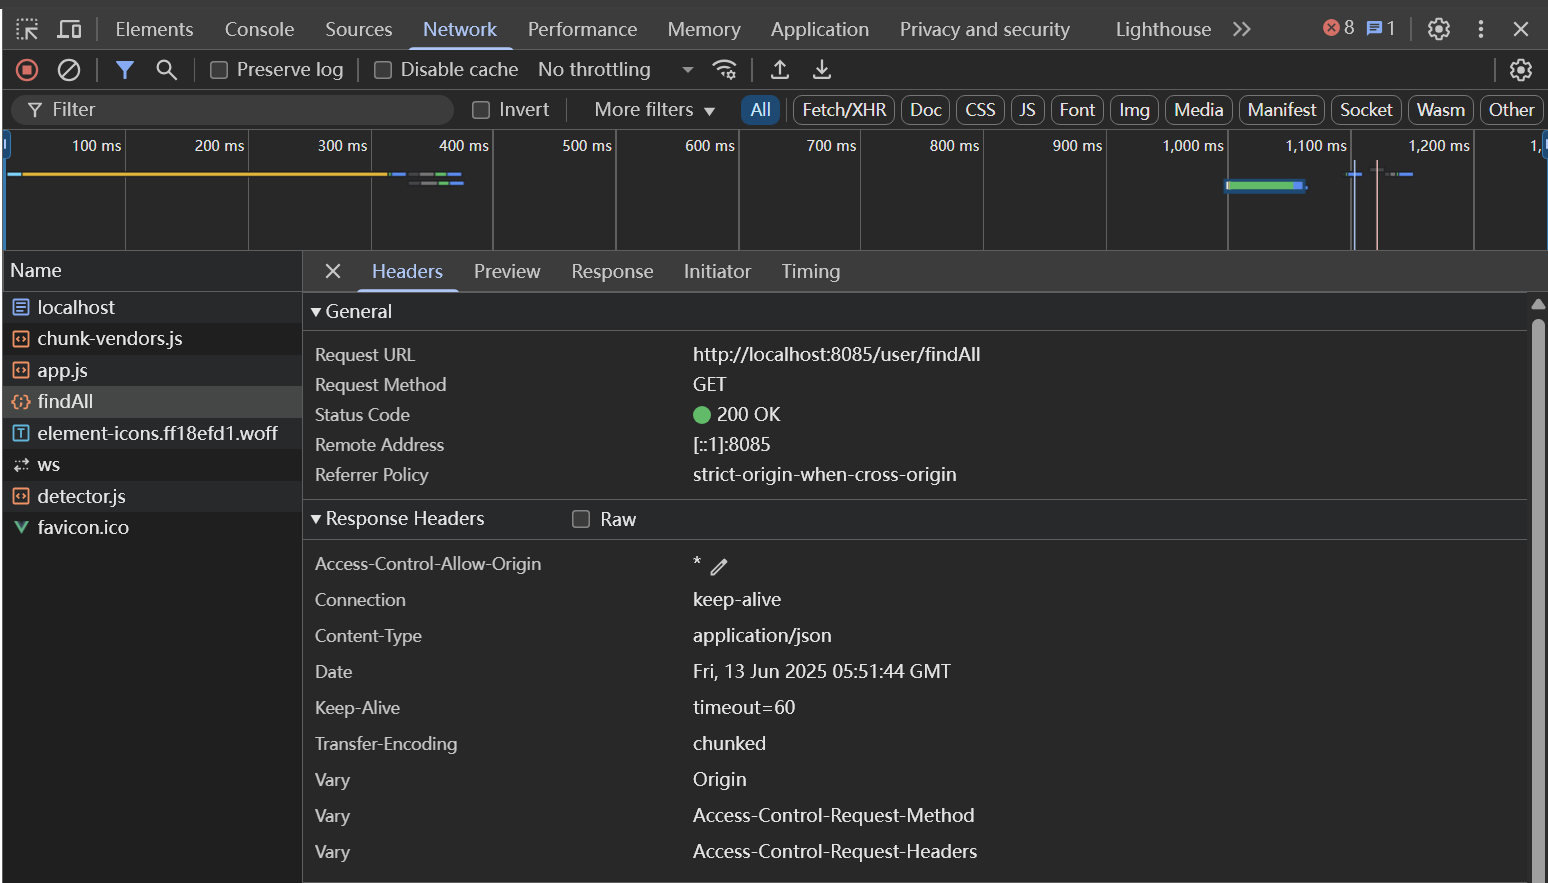 Elements Console Sources Network Performance Memory Application Privacy and security Lighthouse 8 1
Preserve log Disable cache No throttling
Filter Invert More filters All Fetch/XHR Doc CSS JS Font Img Media Manifest Socket Wasm Other
100 ms 200 ms 300 ms 400 ms 500 ms 600 ms 700 ms 800 ms 900 ms 1,000 ms 1,100 ms 1,200 ms 1,
Name
localhost
chunk-vendors.js
app.js
findAll
element-icons.ff18efd1.woff
ws
detector.js
favicon.ico
Headers Preview Response Initiator Timing
General
Request URL http://localhost:8085/user/findAll
Request Method GET
Status Code 200 OK
Remote Address [::1]:8085
Referrer Policy strict-origin-when-cross-origin
Response Headers Raw
Access-Control-Allow-Origin *
Connection keep-alive
Content-Type application/json
Date Fri, 13 Jun 2025 05:51:44 GMT
Keep-Alive timeout=60
Transfer-Encoding chunked
Vary Origin
Vary Access-Control-Request-Method
Vary Access-Control-Request-Headers